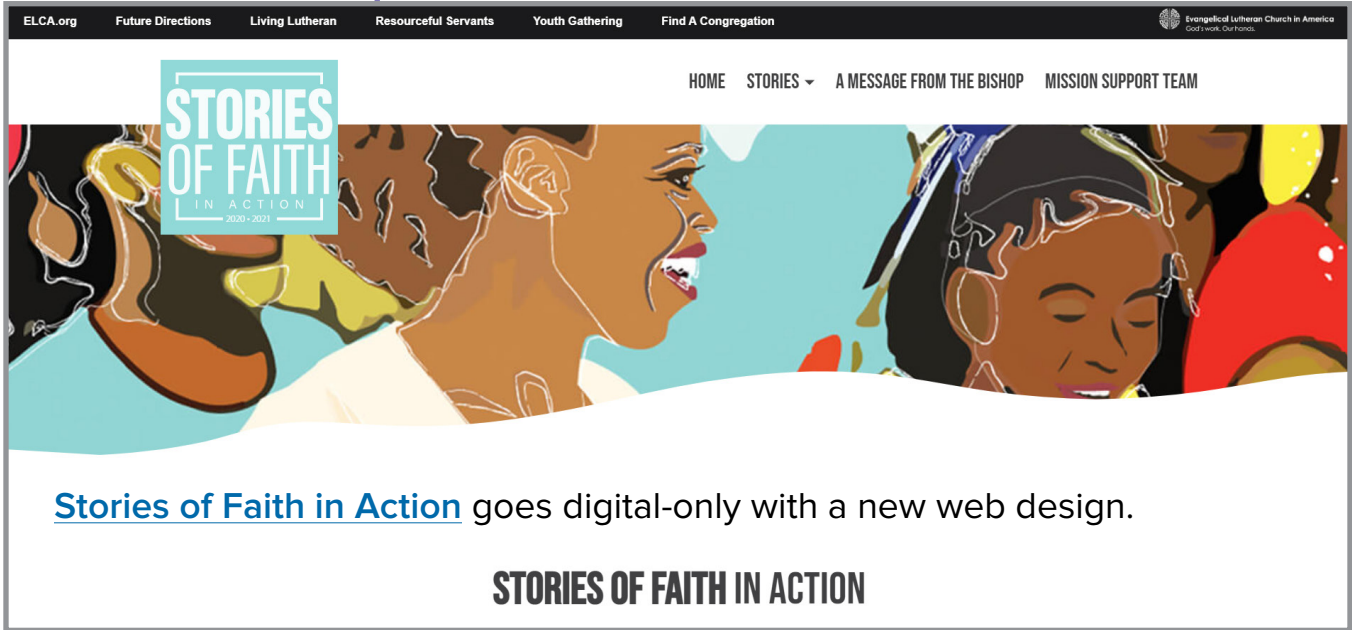 ELCA.org Future Directions Living Lutheran Resourceful Servants Youth Gathering Find A Congregation
Evangelical Lutheran Church in America
God's work. Our hands.
HOME STORIES A MESSAGE FROM THE BISHOP MISSION SUPPORT TEAM
STORIES
OF FAITH
IN ACTION
2020 • 2021
Stories of Faith in Action goes digital-only with a new web design.
STORIES OF FAITH IN ACTION